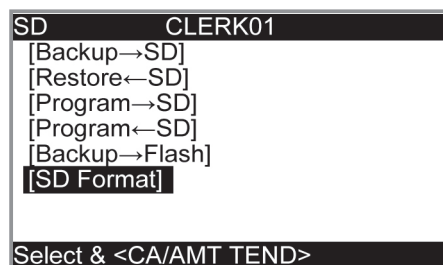 SD CLERK01
[Backup→SD]
[Restore←SD]
[Program→SD]
[Program←SD]
[Backup→Flash]
[SD Format]
Select & <CA/AMT TEND>